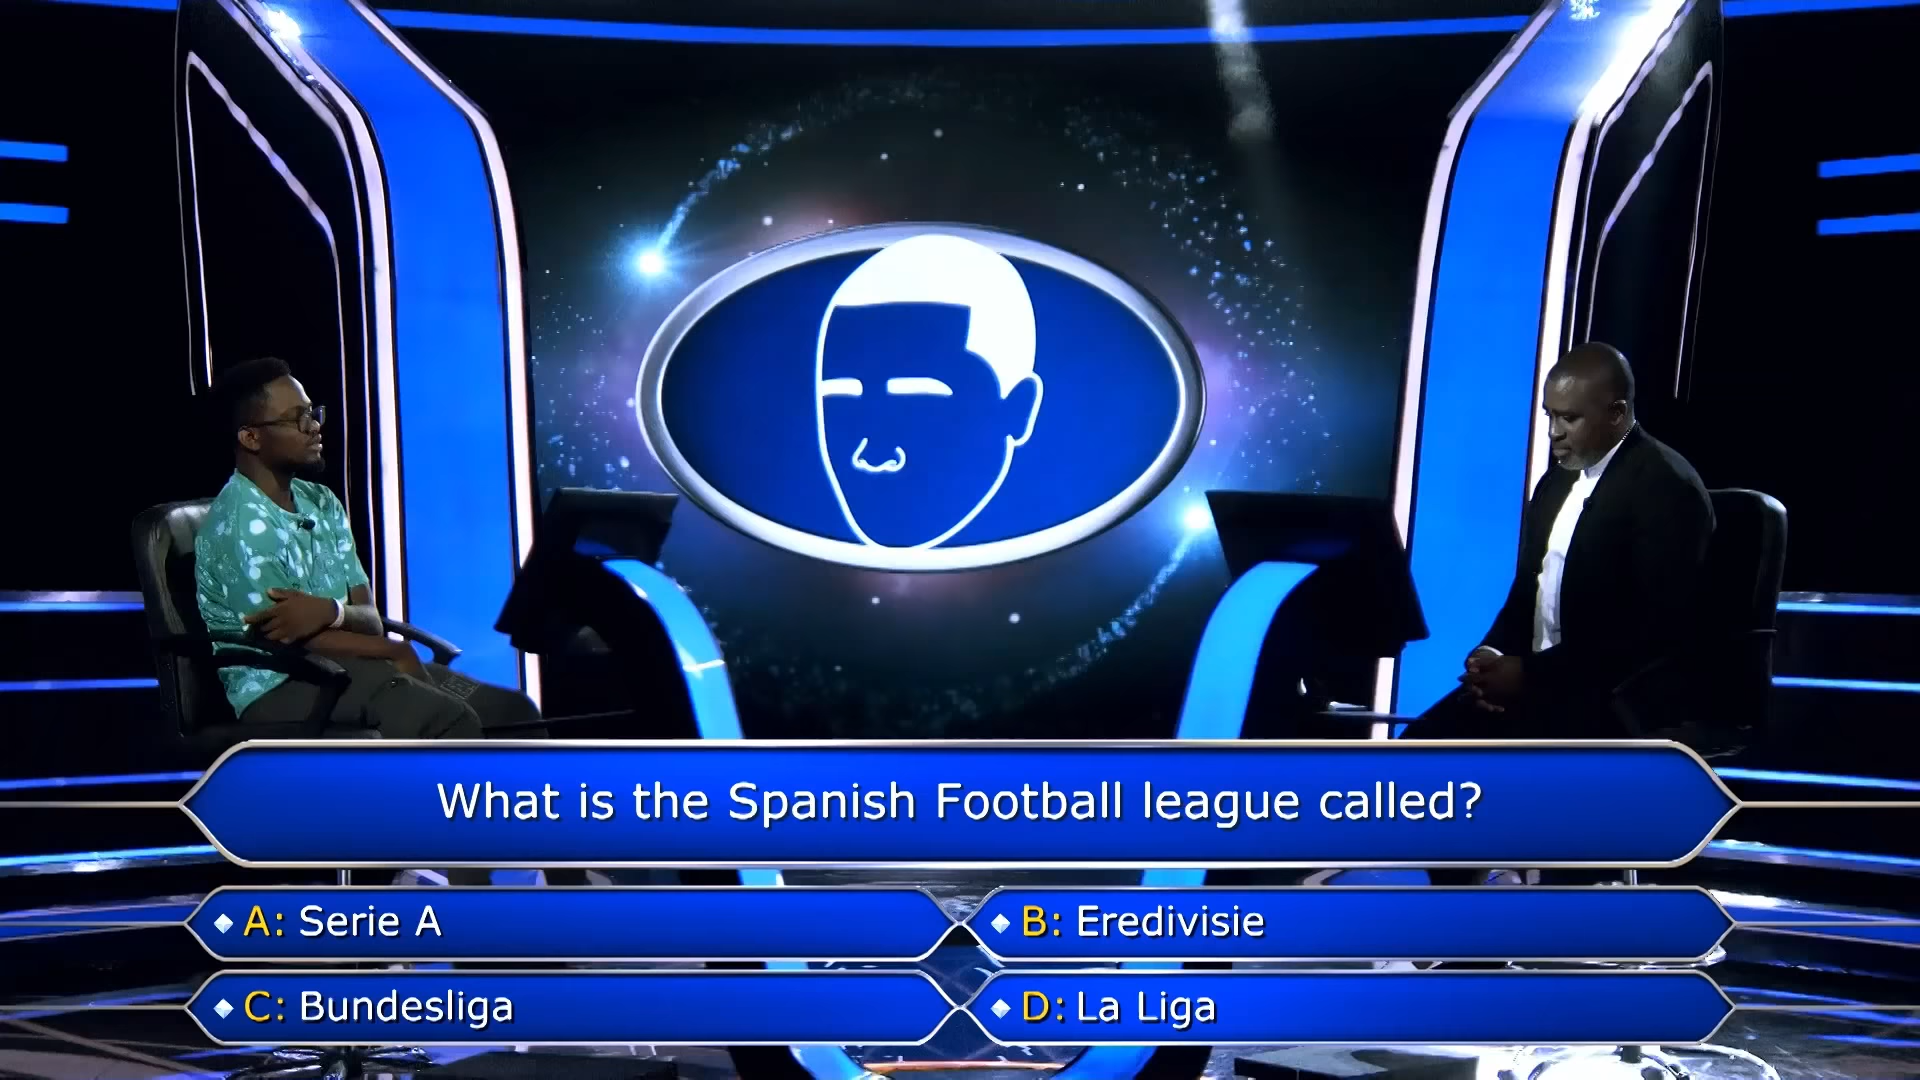 What is the Spanish Football league called?
A: Serie A
B: Eredivisie
C: Bundesliga
D: La Liga